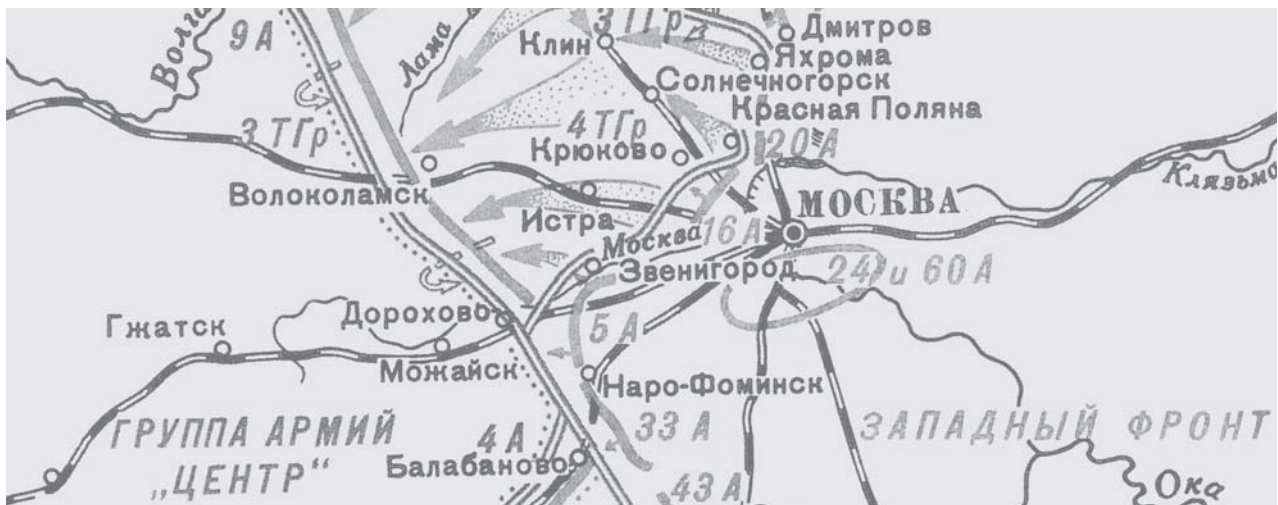 Волга
9 А
Лама
Клин
3 ТГр
Дмитров
Яхрома
Солнечногорск
Красная Поляна
3 ТГр
4 ТГр
Крюково
20 А
Волоколамск
Клязьма
МОСКВА
Истра
Москва
16 А
Звенигород
24 и 60 А
Гжатск
Дорохово
5 А
Можайск
Наро-Фоминск
ГРУППА АРМИЙ
„ЦЕНТР“
4 А
33 А
ЗАПАДНЫЙ ФРОНТ
Балабаново
43 А
Ока